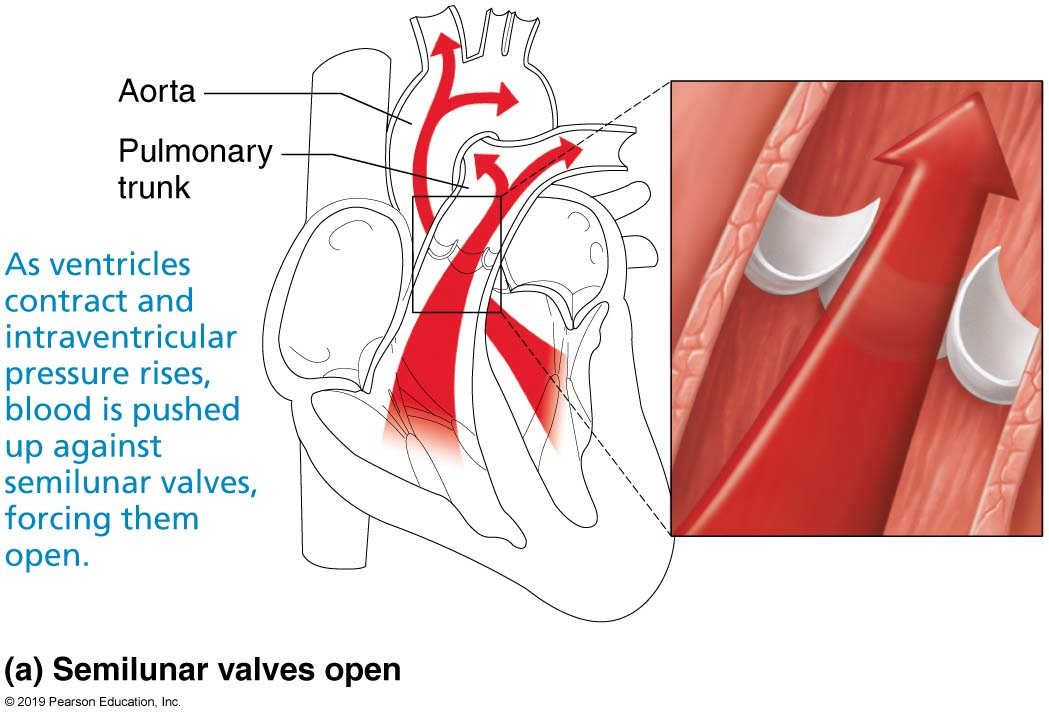 Aorta
Pulmonary
trunk
As ventricles
contract and
intraventricular
pressure rises,
blood is pushed
up against
semilunar valves,
forcing them
open.
(a) Semilunar valves open
© 2019 Pearson Education, Inc.